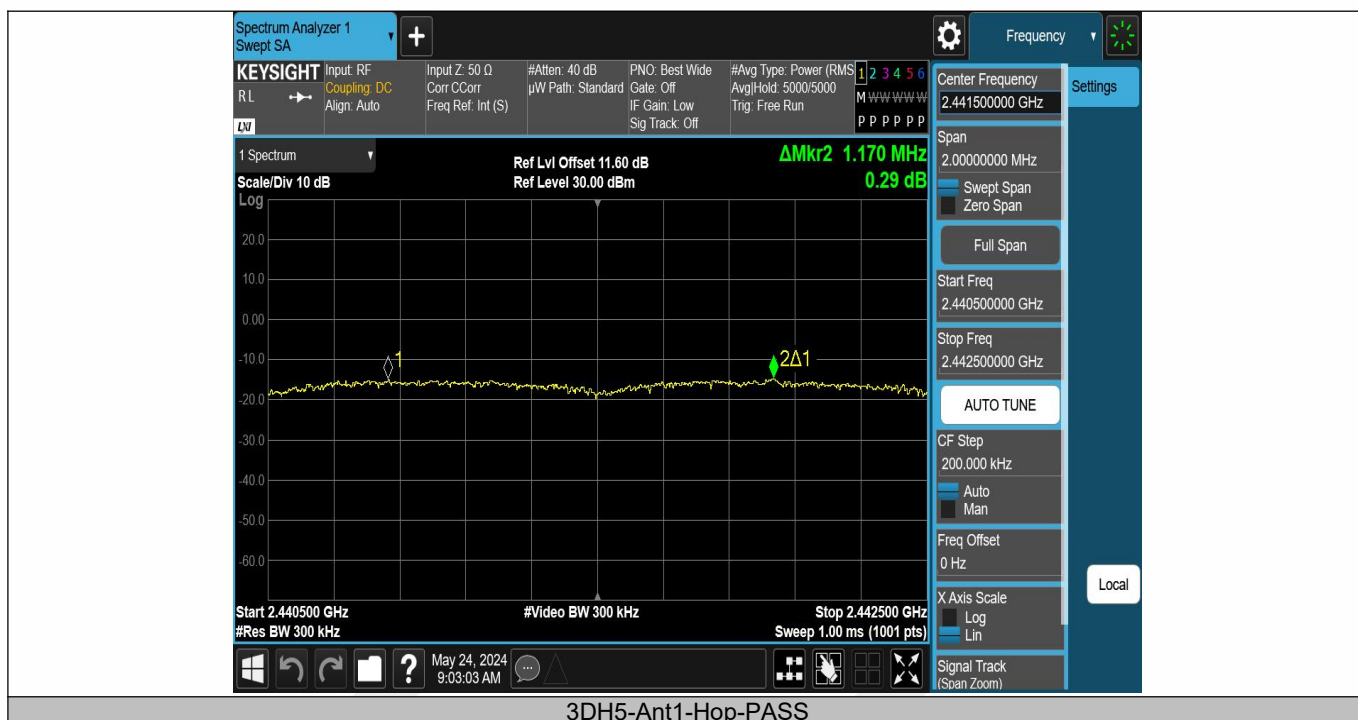 Spectrum Analyzer 1
Swept SA
+
Frequency
KEYSIGHT
R L
LXI
Input: RF
Coupling: DC
Align: Auto
Input Z: 50 Ω
Corr CCorr
Freq Ref: Int (S)
#Atten: 40 dB
µW Path: Standard
PNO: Best Wide
Gate: Off
IF Gain: Low
Sig Track: Off
#Avg Type: Power (RMS
Avg|Hold: 5000/5000
Trig: Free Run
1 2 3 4 5 6
M W W W W W
P P P P P P
1 Spectrum
Scale/Div 10 dB
Log
Ref Lvl Offset 11.60 dB
Ref Level 30.00 dBm
ΔMkr2 1.170 MHz
0.29 dB
20.0
10.0
0.00
-10.0
-20.0
-30.0
-40.0
-50.0
-60.0
1
2Δ1
Start 2.440500 GHz
#Res BW 300 kHz
#Video BW 300 kHz
Stop 2.442500 GHz
Sweep 1.00 ms (1001 pts)
Center Frequency
2.441500000 GHz
Settings
Span
2.00000000 MHz
Swept Span
Zero Span
Full Span
Start Freq
2.440500000 GHz
Stop Freq
2.442500000 GHz
AUTO TUNE
CF Step
200.000 kHz
Auto
Man
Freq Offset
0 Hz
X Axis Scale
Log
Lin
Local
Signal Track
(Span Zoom)
?
May 24, 2024
9:03:03 AM
3DH5-Ant1-Hop-PASS